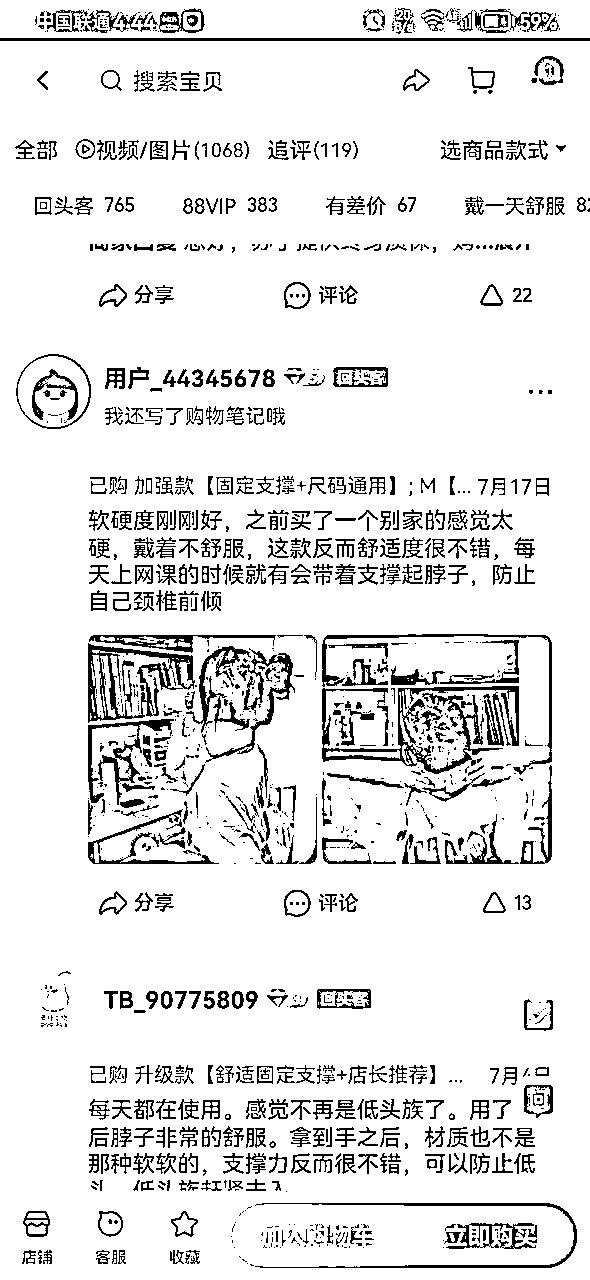 中国联通4:44
59%
搜索宝贝
全部 视频/图片(1068) 追评(119) 选商品款式
回头客 765 88VIP 383 有差价 67 戴一天舒服 82
分享 评论 22
用户_44345678 回头客
我还写了购物笔记哦
已购 加强款【固定支撑+尺码通用】; M【... 7月17日
软硬度刚刚好，之前买了一个别家的感觉太
硬，戴着不舒服，这款反而舒适度很不错，每
天上网课的时候就有会带着支撑起脖子，防止
自己颈椎前倾
分享 评论 13
TB_90775809 回头客
已购 升级款【舒适固定支撑+店长推荐】... 7月
每天都在使用。感觉不再是低头族了。用了
后脖子非常的舒服。拿到手之后，材质也不是
那种软软的，支撑力反而很不错，可以防止低
店铺 客服 收藏 加入购物车 立即购买